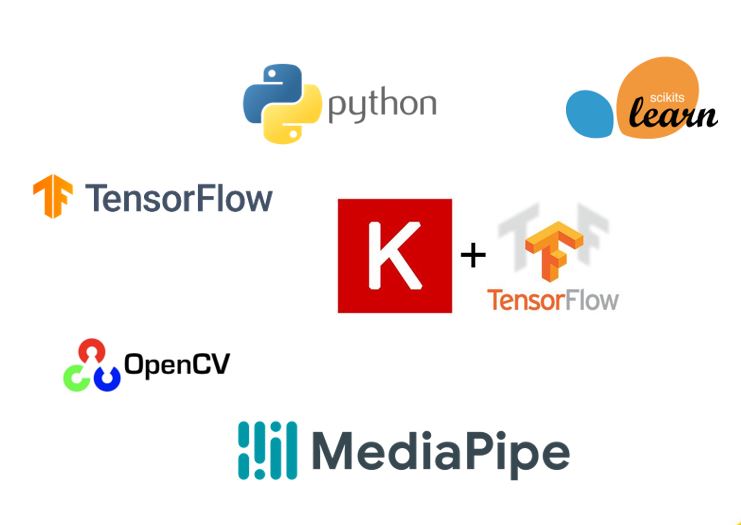 python
scikits
learn
TensorFlow
K
+
TensorFlow
OpenCV
MediaPipe